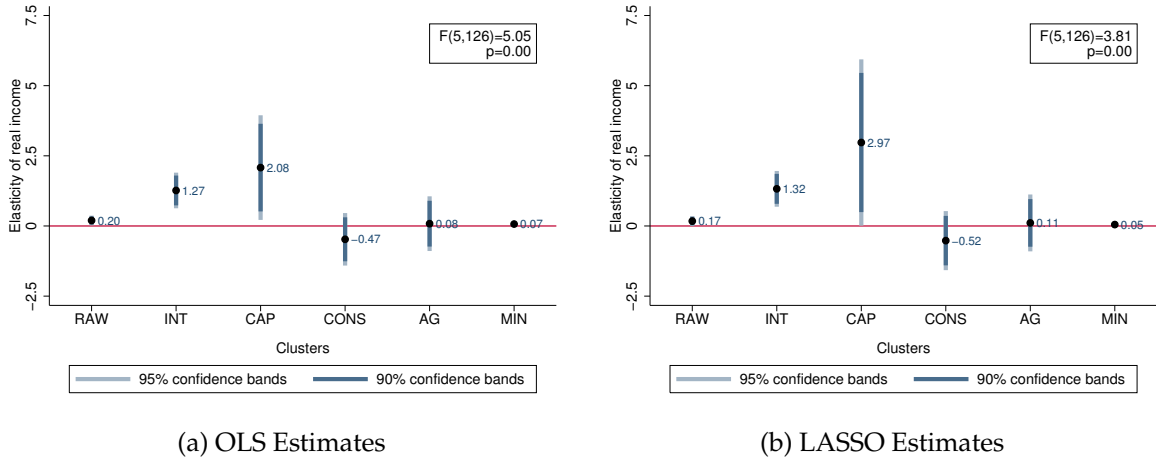 7.5
F(5,126)=5.05
p=0.00
5
Elasticity of real income
2.5
0
−2.5
0.20
1.27
2.08
−0.47
0.08
0.07
RAW INT CAP CONS AG MIN
Clusters
95% confidence bands 90% confidence bands
(a) OLS Estimates
7.5
F(5,126)=3.81
p=0.00
5
Elasticity of real income
2.5
0
−2.5
0.17
1.32
2.97
−0.52
0.11
0.05
RAW INT CAP CONS AG MIN
Clusters
95% confidence bands 90% confidence bands
(b) LASSO Estimates